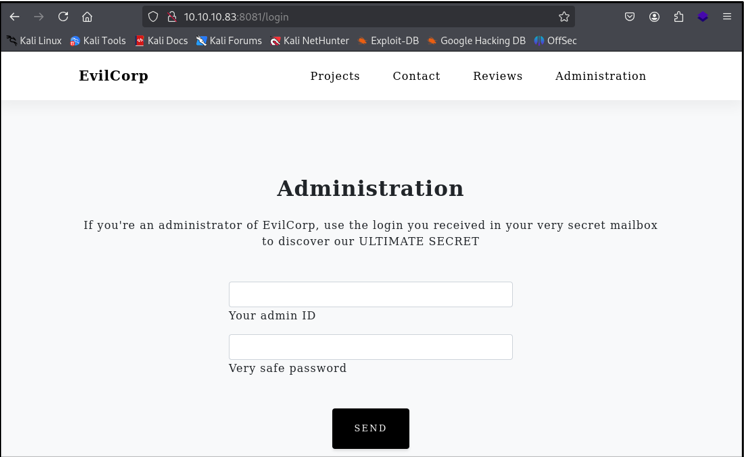 10.10.10.83:8081/login
Kali Linux Kali Tools Kali Docs Kali Forums Kali NetHunter Exploit-DB Google Hacking DB OffSec
EvilCorp Projects Contact Reviews Administration
Administration
If you're an administrator of EvilCorp, use the login you received in your very secret mailbox
to discover our ULTIMATE SECRET
Your admin ID
Very safe password
SEND